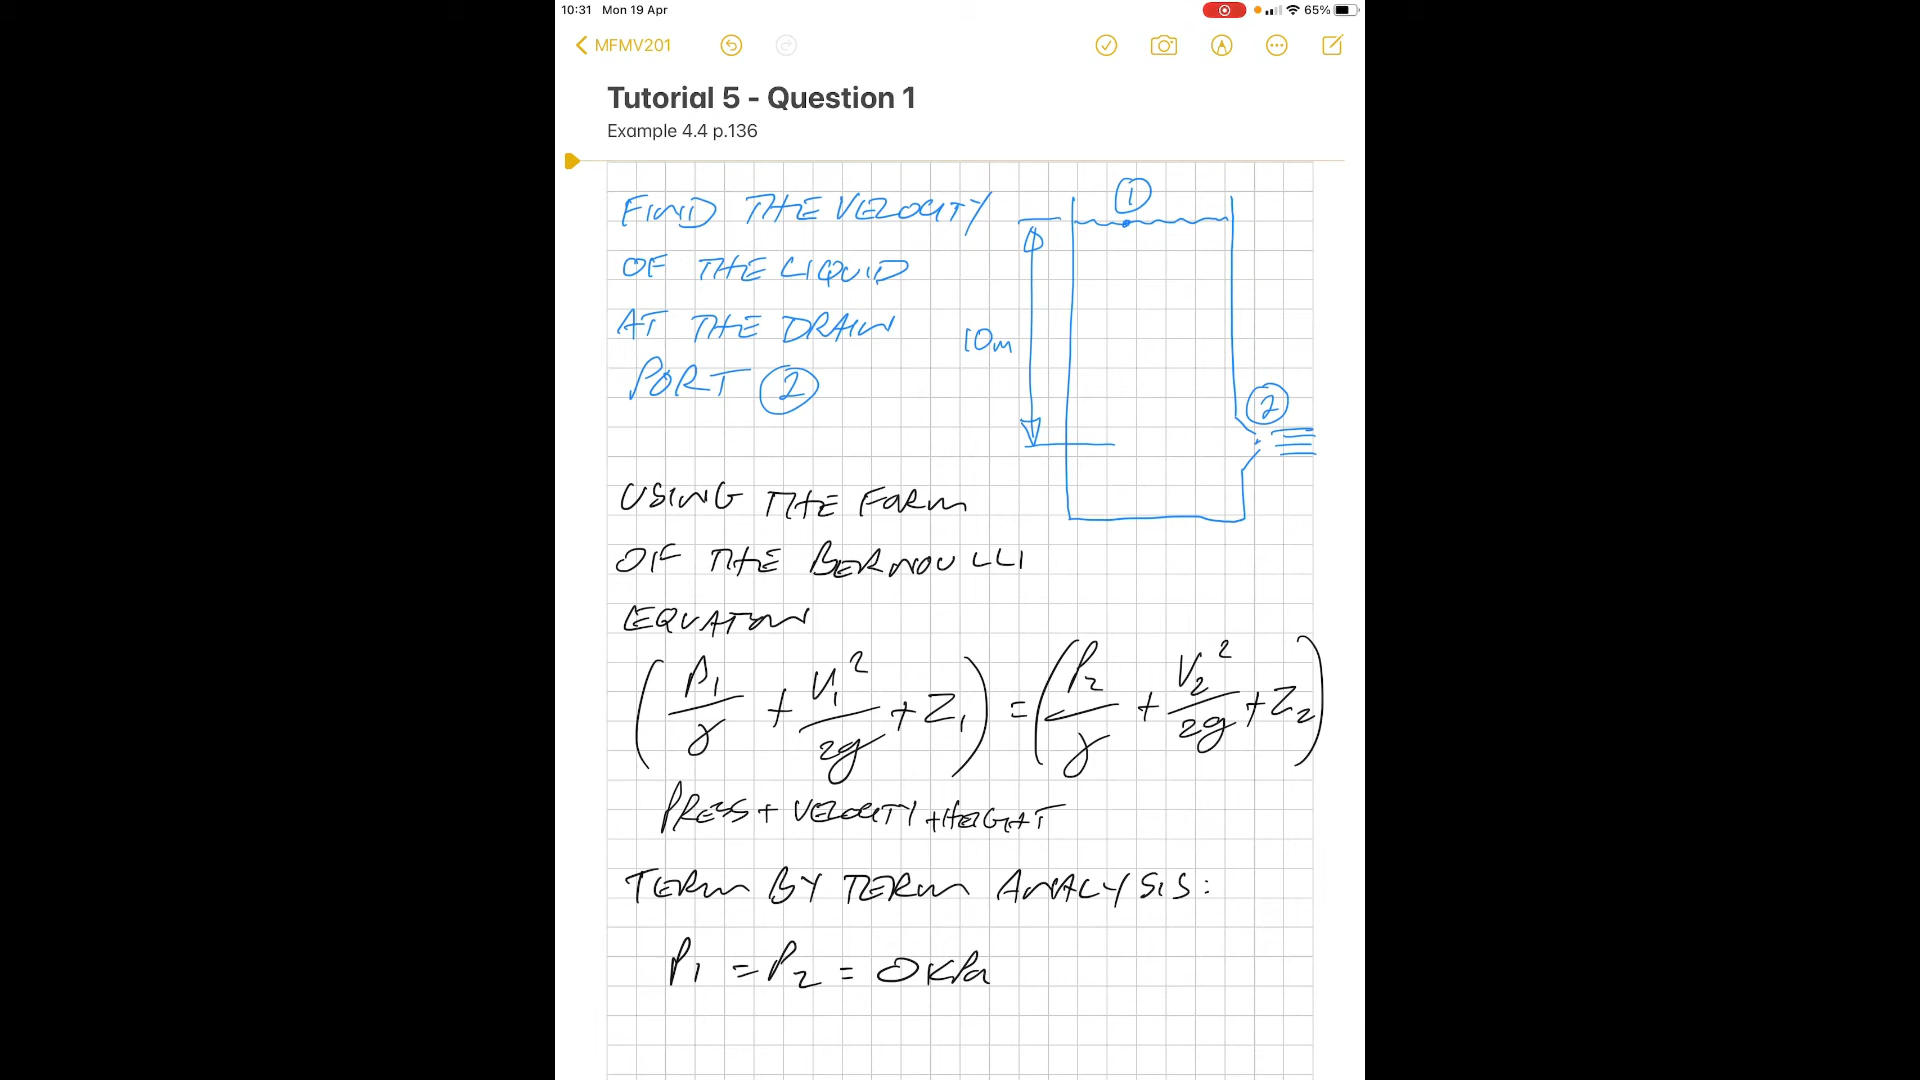 10:31 Mon 19 Apr
65%
MFMV201
Tutorial 5 - Question 1
Example 4.4 p.136
FIND THE VELOCITY
OF THE LIQUID
AT THE DRAIN
PORT ②
①
10m
②
USING THE FORM
OF THE BERNOULLI
EQUATION
(P₁/γ + V₁²/2g + Z₁) = (P₂/γ + V₂²/2g + Z₂)
PRESS + VELOCITY + HEIGHT
TERM BY TERM ANALYSIS:
P₁ = P₂ = 0 kPa